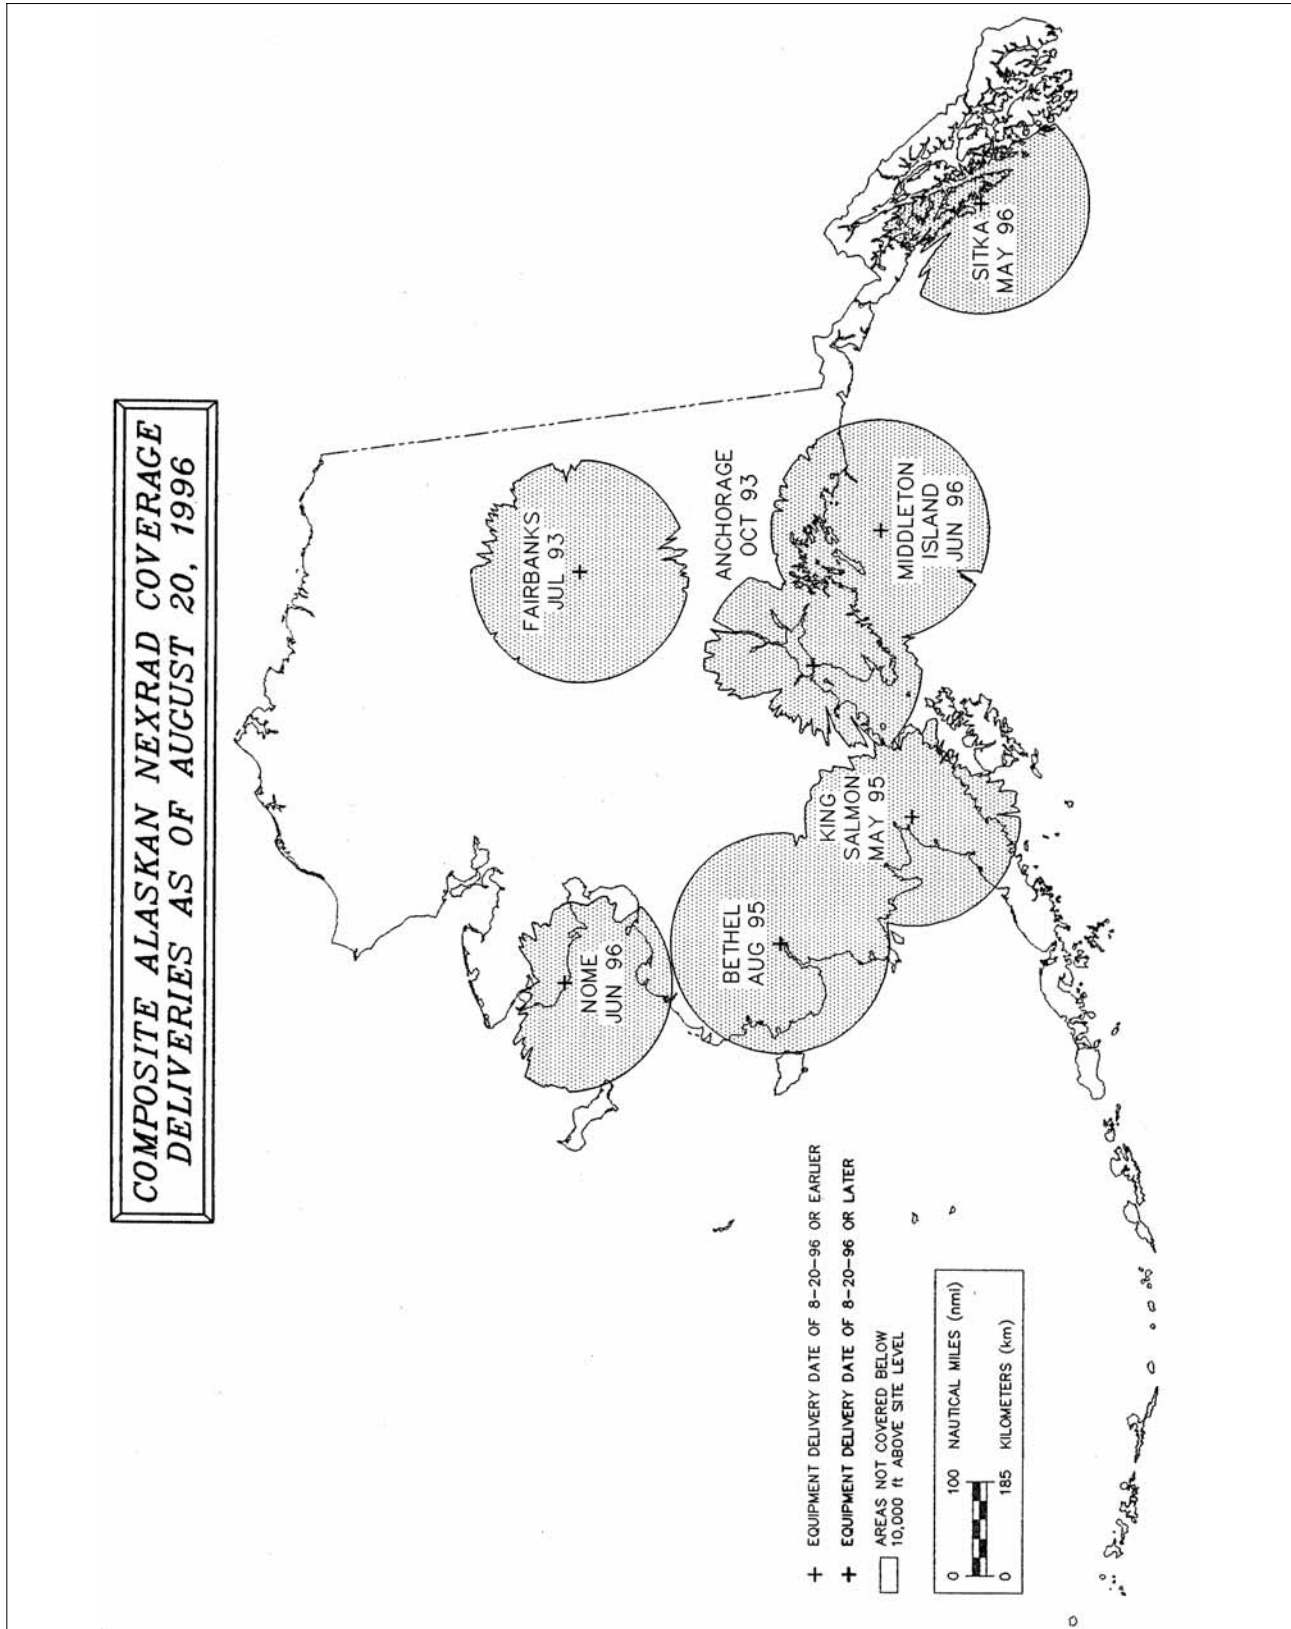 COMPOSITE ALASKAN NEXRAD COVERAGE
DELIVERIES AS OF AUGUST 20, 1996
FAIRBANKS
JUL 93
ANCHORAGE
OCT 93
MIDDLETON
ISLAND
JUN 96
SITKA
MAY 96
KING
SALMON
MAY 95
BETHEL
AUG 95
NOME
JUN 96
+ EQUIPMENT DELIVERY DATE OF 8-20-96 OR EARLIER
+ EQUIPMENT DELIVERY DATE OF 8-20-96 OR LATER
AREAS NOT COVERED BELOW
10,000 ft ABOVE SITE LEVEL
0 100 NAUTICAL MILES (nmi)
0 185 KILOMETERS (km)